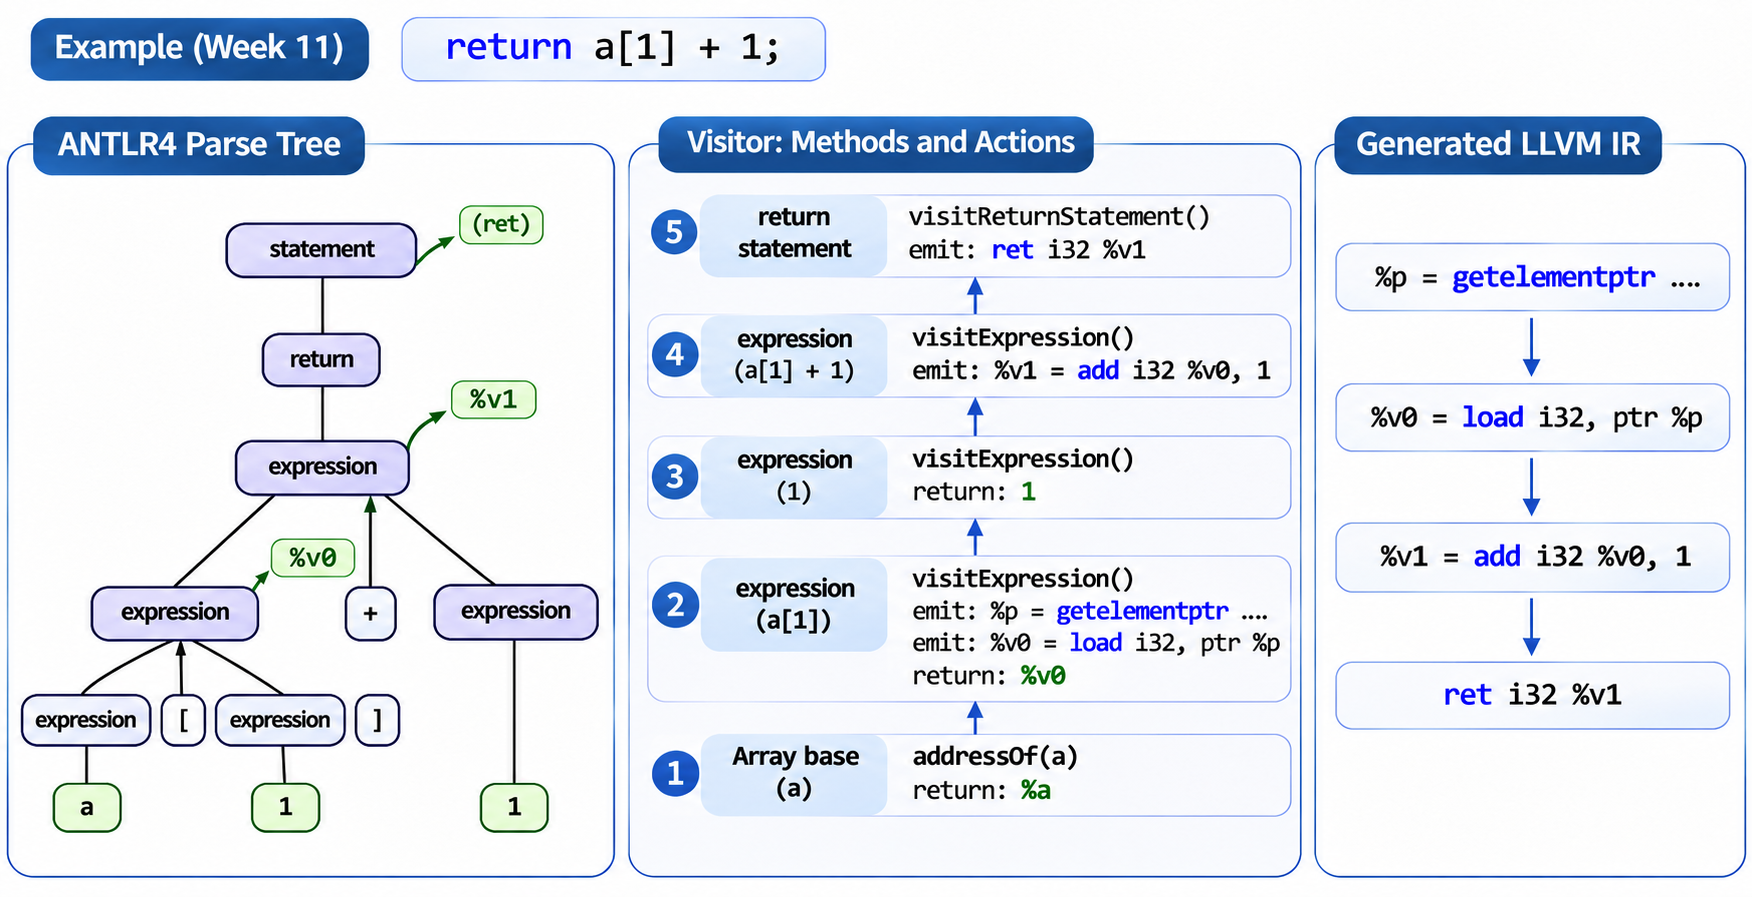 Example (Week 11)
return a[1] + 1;
ANTLR4 Parse Tree
statement
(ret)
return
%v1
expression
%v0
expression
+
expression
expression
[
expression
]
a
1
1
Visitor: Methods and Actions
5
return
statement
visitReturnStatement()
emit: ret i32 %v1
4
expression
(a[1] + 1)
visitExpression()
emit: %v1 = add i32 %v0, 1
3
expression
(1)
visitExpression()
return: 1
2
expression
(a[1])
visitExpression()
emit: %p = getelementptr ....
emit: %v0 = load i32, ptr %p
return: %v0
1
Array base
(a)
addressOf(a)
return: %a
Generated LLVM IR
%p = getelementptr ....
%v0 = load i32, ptr %p
%v1 = add i32 %v0, 1
ret i32 %v1